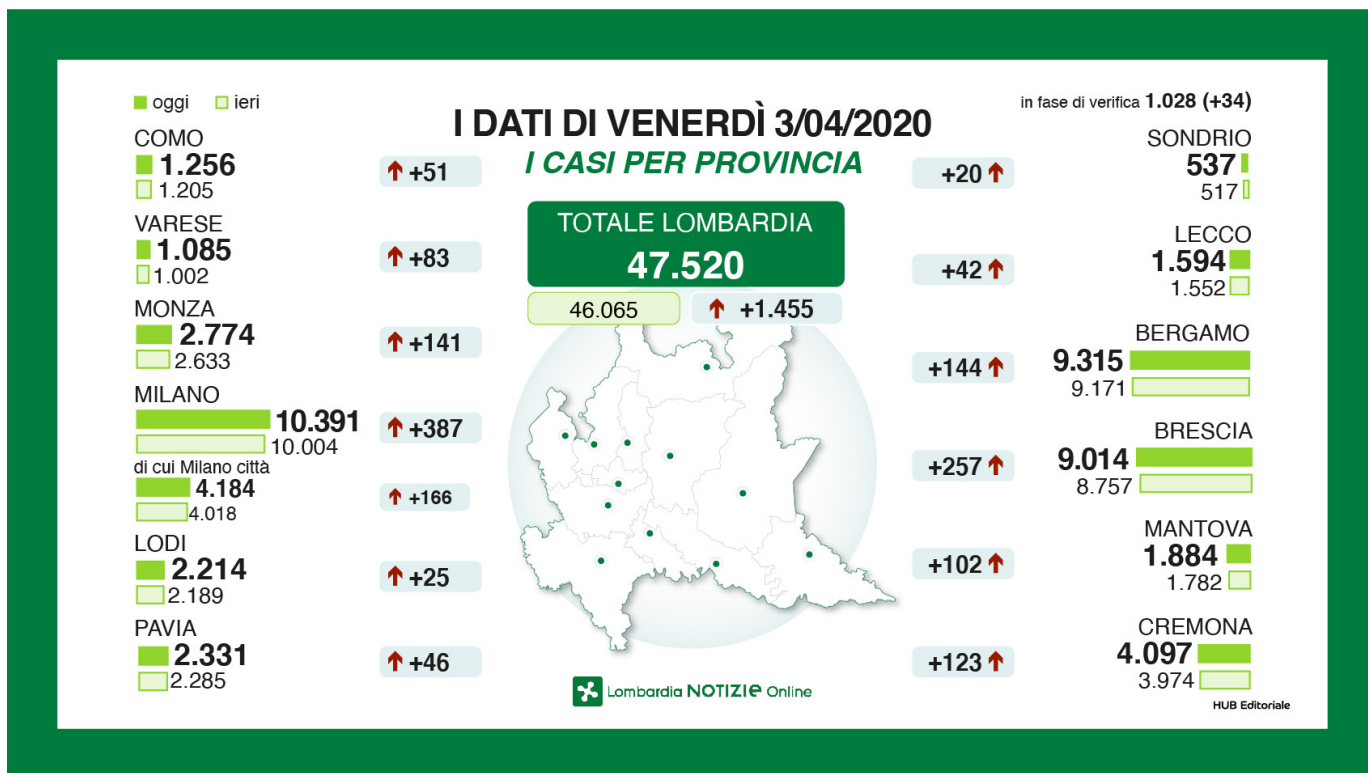 oggi ieri
in fase di verifica 1.028 (+34)
I DATI DI VENERDÌ 3/04/2020
I CASI PER PROVINCIA
TOTALE LOMBARDIA
47.520
46.065
+1.455
COMO
1.256
1.205
+51
VARESE
1.085
1.002
+83
MONZA
2.774
2.633
+141
MILANO
10.391
10.004
+387
di cui Milano città
4.184
4.018
+166
LODI
2.214
2.189
+25
PAVIA
2.331
2.285
+46
SONDRIO
537
517
+20
LECCO
1.594
1.552
+42
BERGAMO
9.315
9.171
+144
BRESCIA
9.014
8.757
+257
MANTOVA
1.884
1.782
+102
CREMONA
4.097
3.974
+123
Lombardia NOTIZIE Online
HUB Editoriale